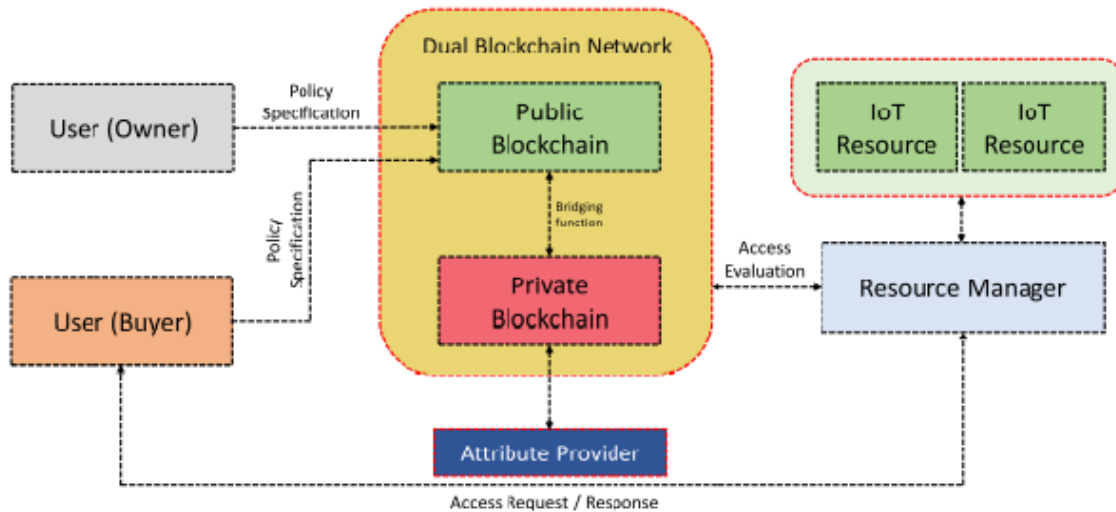 Dual Blockchain Network
User (Owner)
Policy
Specification
Public
Blockchain
IoT
Resource
IoT
Resource
Bridging
function
Policy
Specification
Access
Evaluation
User (Buyer)
Private
Blockchain
Resource Manager
Attribute Provider
Access Request / Response